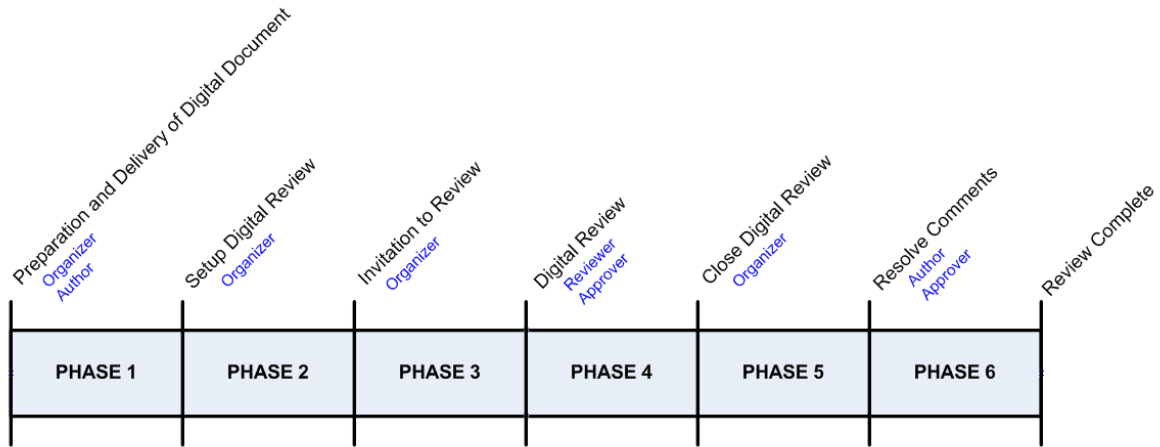 Preparation and Delivery of Digital Document
Organizer
Author
Setup Digital Review
Organizer
Invitation to Review
Organizer
Digital Review
Reviewer
Approver
Close Digital Review
Organizer
Resolve Comments
Author
Approver
Review Complete
PHASE 1
PHASE 2
PHASE 3
PHASE 4
PHASE 5
PHASE 6